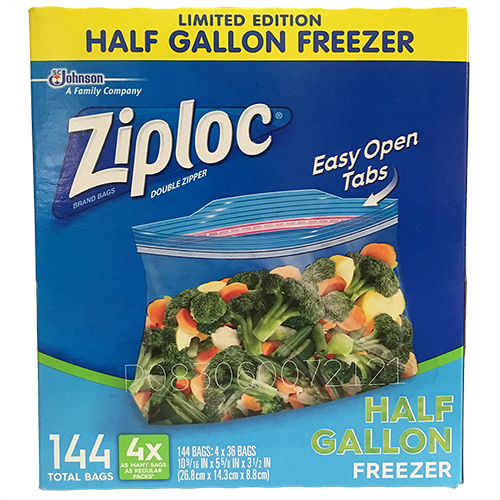 LIMITED EDITION
HALF GALLON FREEZER
SC Johnson
A Family Company
Ziploc®
BRAND BAGS
DOUBLE ZIPPER
Easy Open
Tabs
HALF
GALLON
FREEZER
144
TOTAL BAGS
4x
AS MANY BAGS
AS REGULAR
PACKS*
144 BAGS: 4 x 36 BAGS
10 9/16 IN x 5 5/8 IN x 3 1/2 IN
(26.8 cm x 14.3 cm x 8.8 cm)